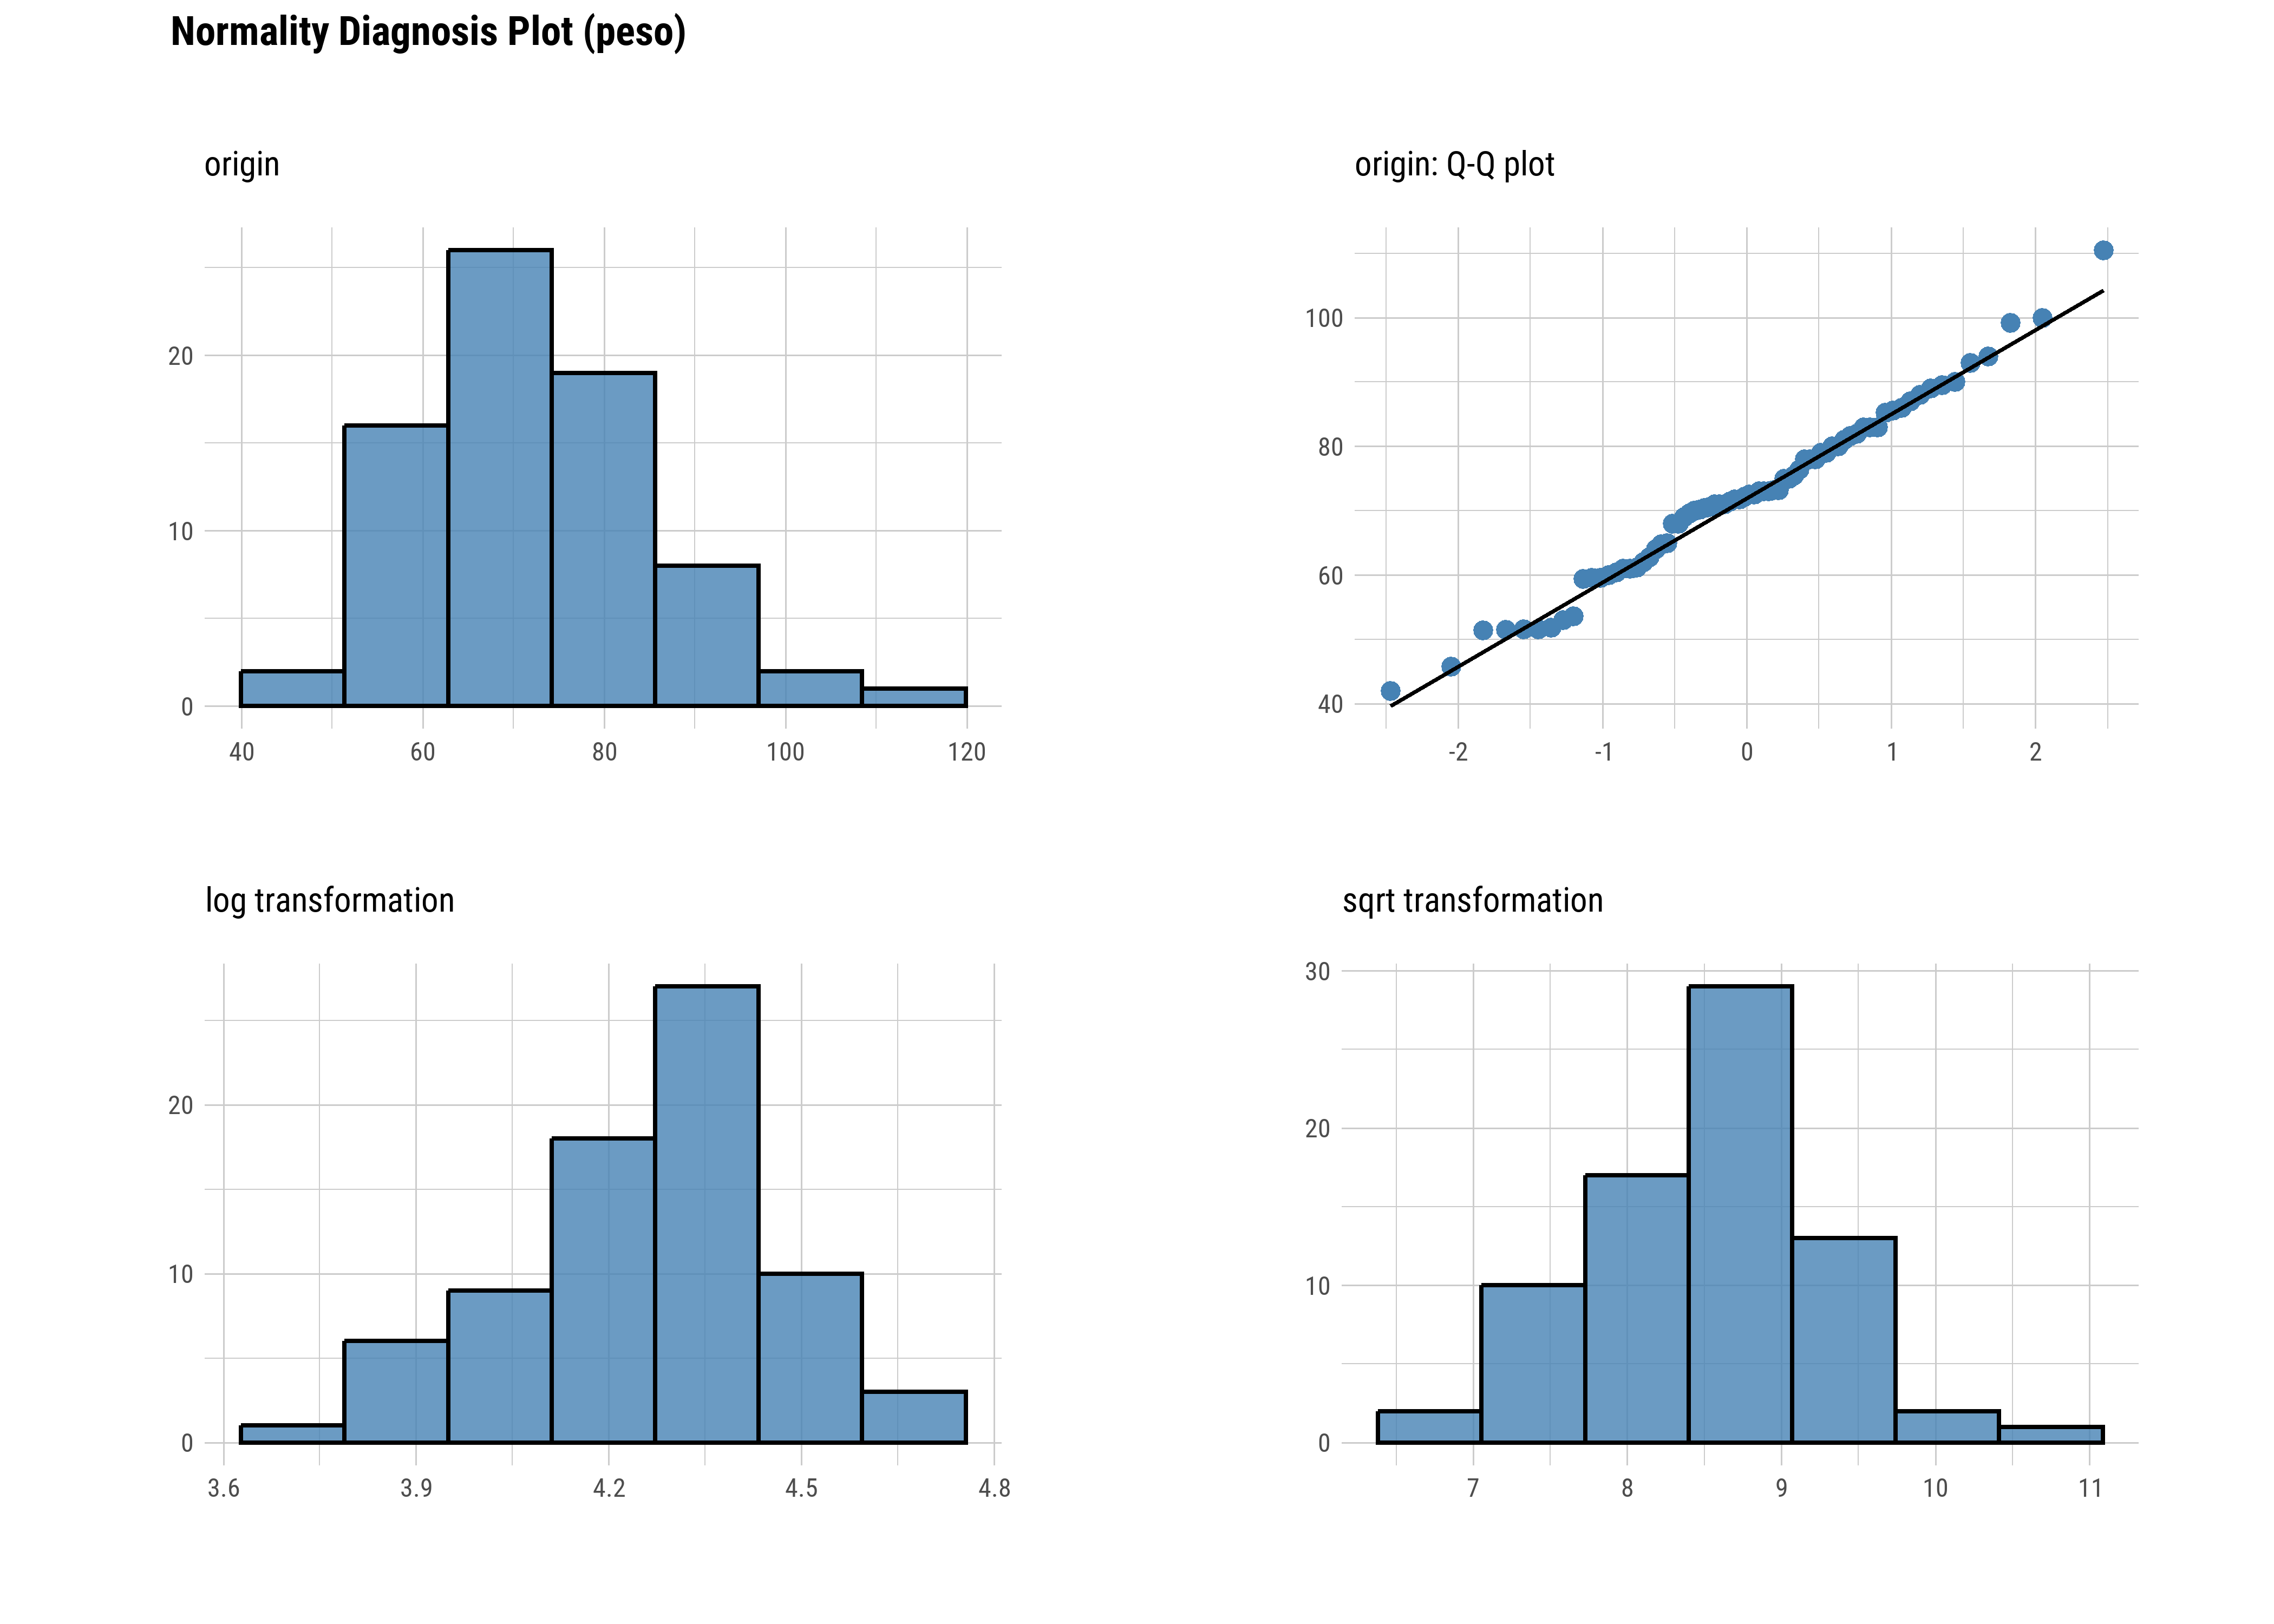 Normality Diagnosis Plot (peso)
origin
20
10
0
40 60 80 100 120
origin: Q-Q plot
100
80
60
40
-2 -1 0 1 2
log transformation
20
10
0
3.6 3.9 4.2 4.5 4.8
sqrt transformation
30
20
10
0
7 8 9 10 11